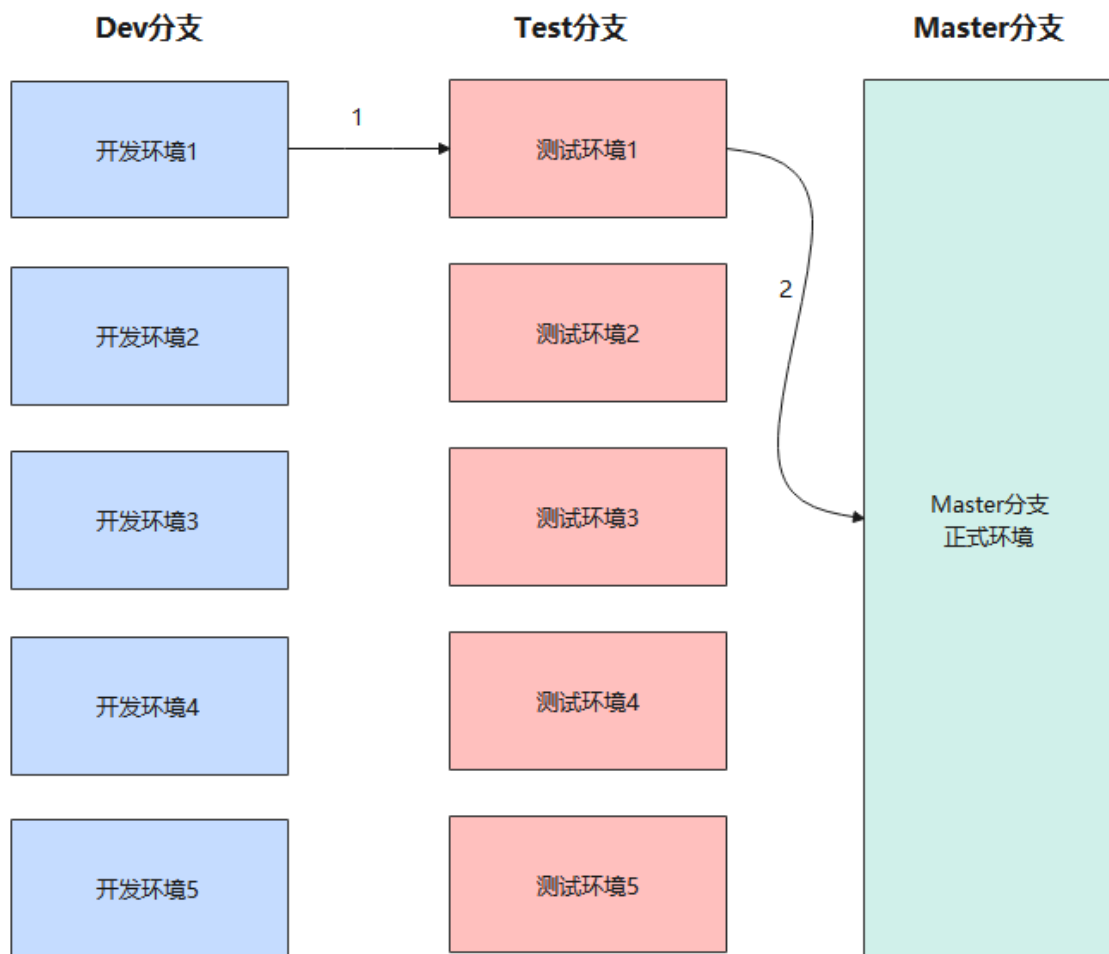 Dev分支
Test分支
Master分支
开发环境1
1
测试环境1
开发环境2
测试环境2
2
开发环境3
测试环境3
Master分支
正式环境
开发环境4
测试环境4
开发环境5
测试环境5